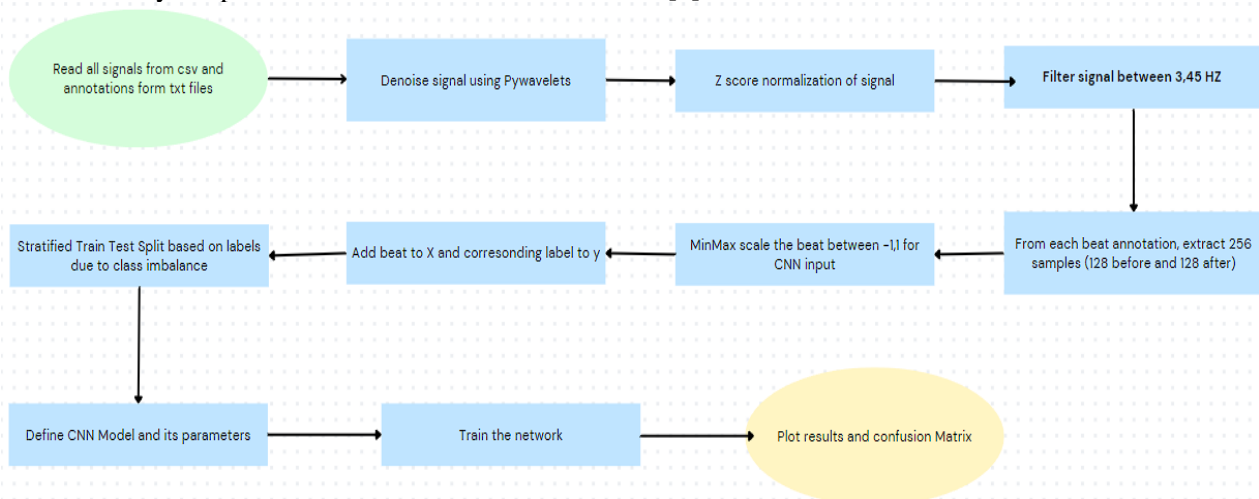 Read all signals from csv and
annotations form txt files
Denoise signal using Pywavelets
Z score normalization of signal
Filter signal between 3,45 HZ
From each beat annotation, extract 256
samples (128 before and 128 after)
MinMax scale the beat between -1,1 for
CNN input
Add beat to X and corresonding label to y
Stratified Train Test Split based on labels
due to class imbalance
Define CNN Model and its parameters
Train the network
Plot results and confusion Matrix